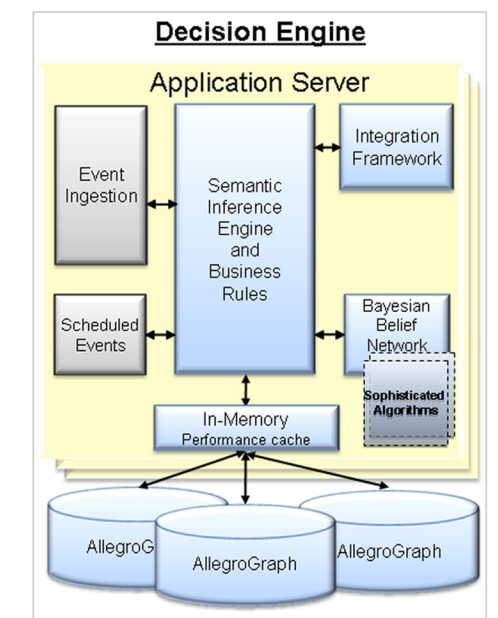 Decision Engine
Application Server
Event
Ingestion
Semantic
Inference
Engine
and
Business
Rules
Integration
Framework
Scheduled
Events
Bayesian
Belief
Network
Sophisticated
Algorithms
In-Memory
Performance cache
AllegroG
AllegroGraph
AllegroGraph